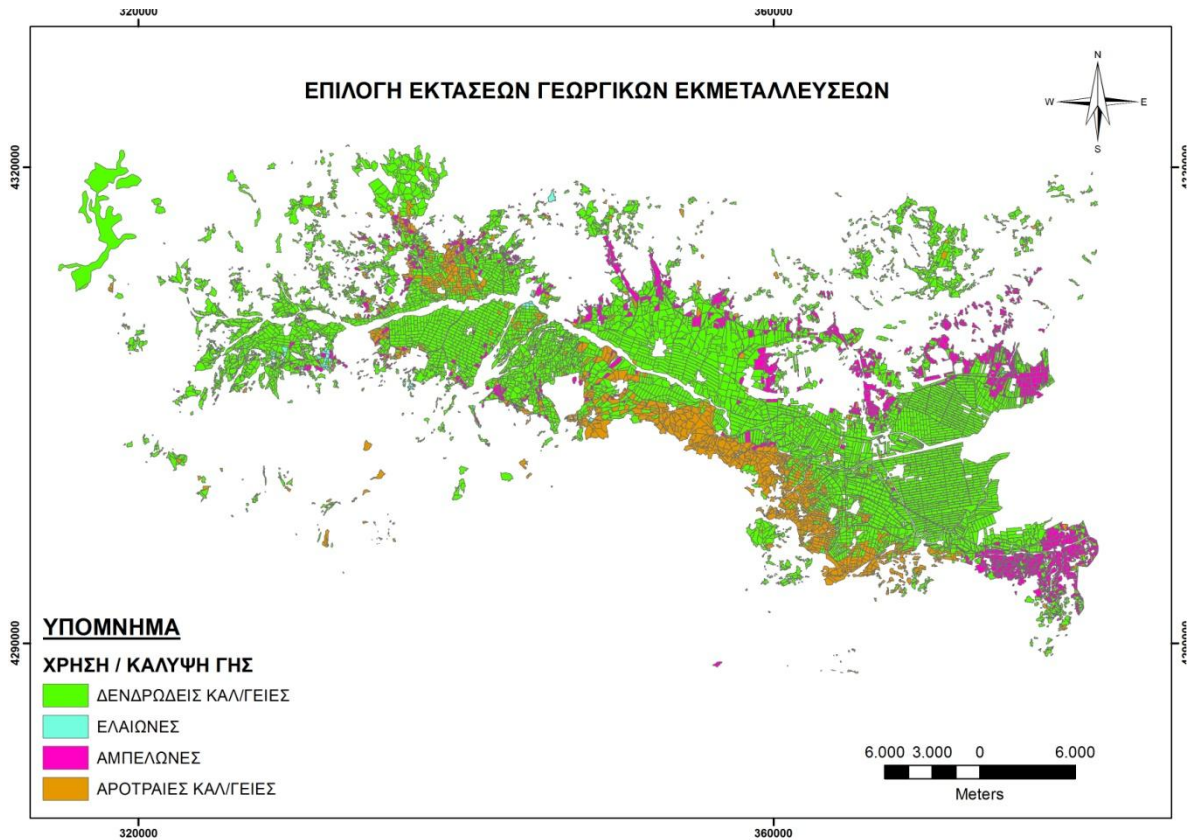 320000
360000
ΕΠΙΛΟΓΗ ΕΚΤΑΣΕΩΝ ΓΕΩΡΓΙΚΩΝ ΕΚΜΕΤΑΛΛΕΥΣΕΩΝ
N
W
E
S
4320000
4320000
4290000
4290000
ΥΠΟΜΝΗΜΑ
ΧΡΗΣΗ / ΚΑΛΥΨΗ ΓΗΣ
ΔΕΝΔΡΩΔΕΙΣ ΚΑΛ/ΓΕΙΕΣ
ΕΛΑΙΩΝΕΣ
ΑΜΠΕΛΩΝΕΣ
ΑΡΟΤΡΑΙΕΣ ΚΑΛ/ΓΕΙΕΣ
6.000 3.000 0 6.000
Meters
320000
360000